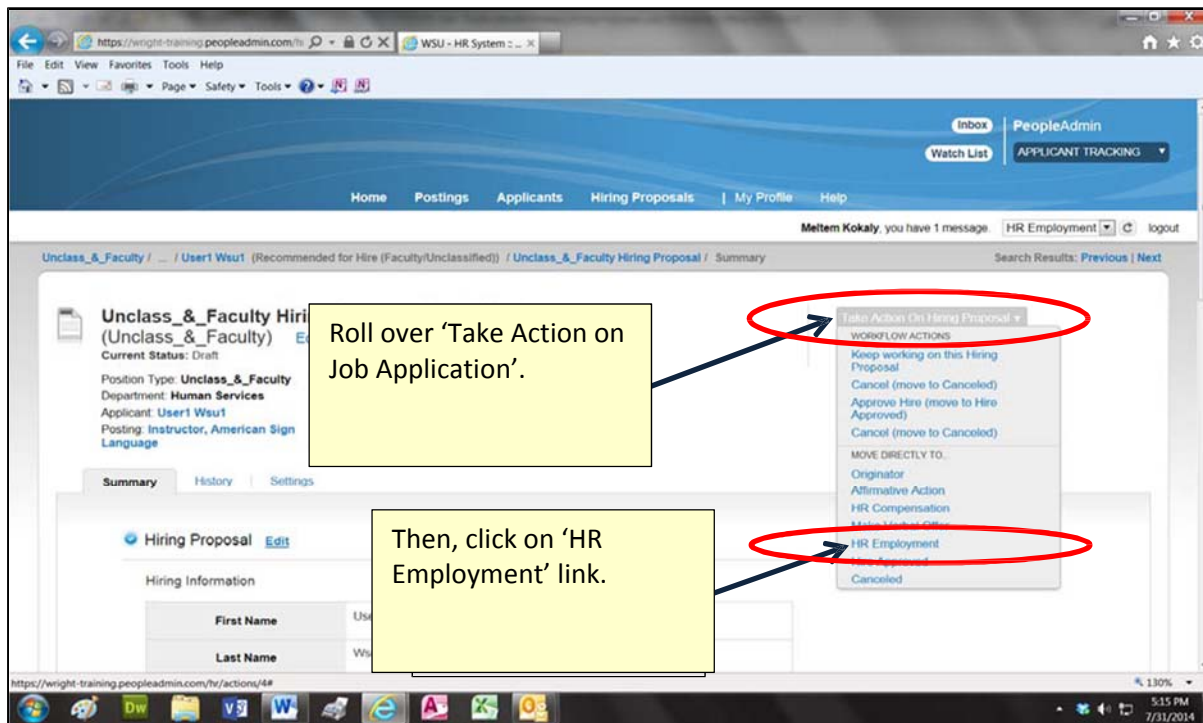 https://wright-training.peopleadmin.com/h
WSU - HR System :: ...
File Edit View Favorites Tools Help
Page Safety Tools
Inbox
PeopleAdmin
Watch List
APPLICANT TRACKING
Home Postings Applicants Hiring Proposals | My Profile Help
Meltem Kokaly, you have 1 message. HR Employment logout
Unclass_&_Faculty / ... / User1 Wsu1 (Recommended for Hire (Faculty/Unclassified)) / Unclass_&_Faculty Hiring Proposal / Summary
Search Results: Previous | Next
Unclass_&_Faculty Hiri
(Unclass_&_Faculty)
Current Status: Draft
Position Type: Unclass_&_Faculty
Department: Human Services
Applicant: User1 Wsu1
Posting: Instructor, American Sign
Language
Roll over ‘Take Action on
Job Application’.
Take Action On Hiring Proposal
WORKFLOW ACTIONS
Keep working on this Hiring
Proposal
Cancel (move to Canceled)
Approve Hire (move to Hire
Approved)
Cancel (move to Canceled)
MOVE DIRECTLY TO...
Originator
Affirmative Action
HR Compensation
Make Verbal Offer
HR Employment
Hire Approved
Canceled
Summary History Settings
Hiring Proposal Edit
Then, click on ‘HR
Employment’ link.
Hiring Information
First Name
Use
Last Name
Ws
https://wright-training.peopleadmin.com/hr/actions/4#
130%
5:15 PM
7/31/2014